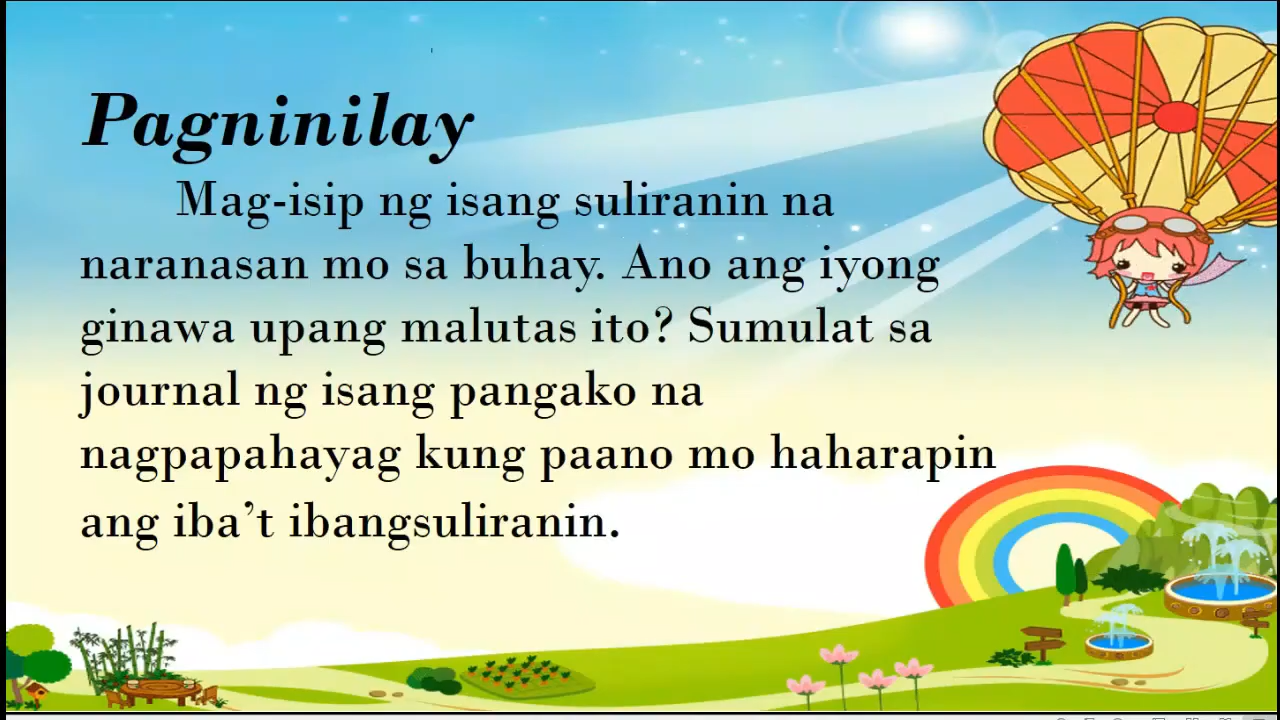 Pagninilay
Mag-isip ng isang suliranin na
naranasan mo sa buhay. Ano ang iyong
ginawa upang malutas ito? Sumulat sa
journal ng isang pangako na
nagpapahayag kung paano mo haharapin
ang iba’t ibangsuliranin.